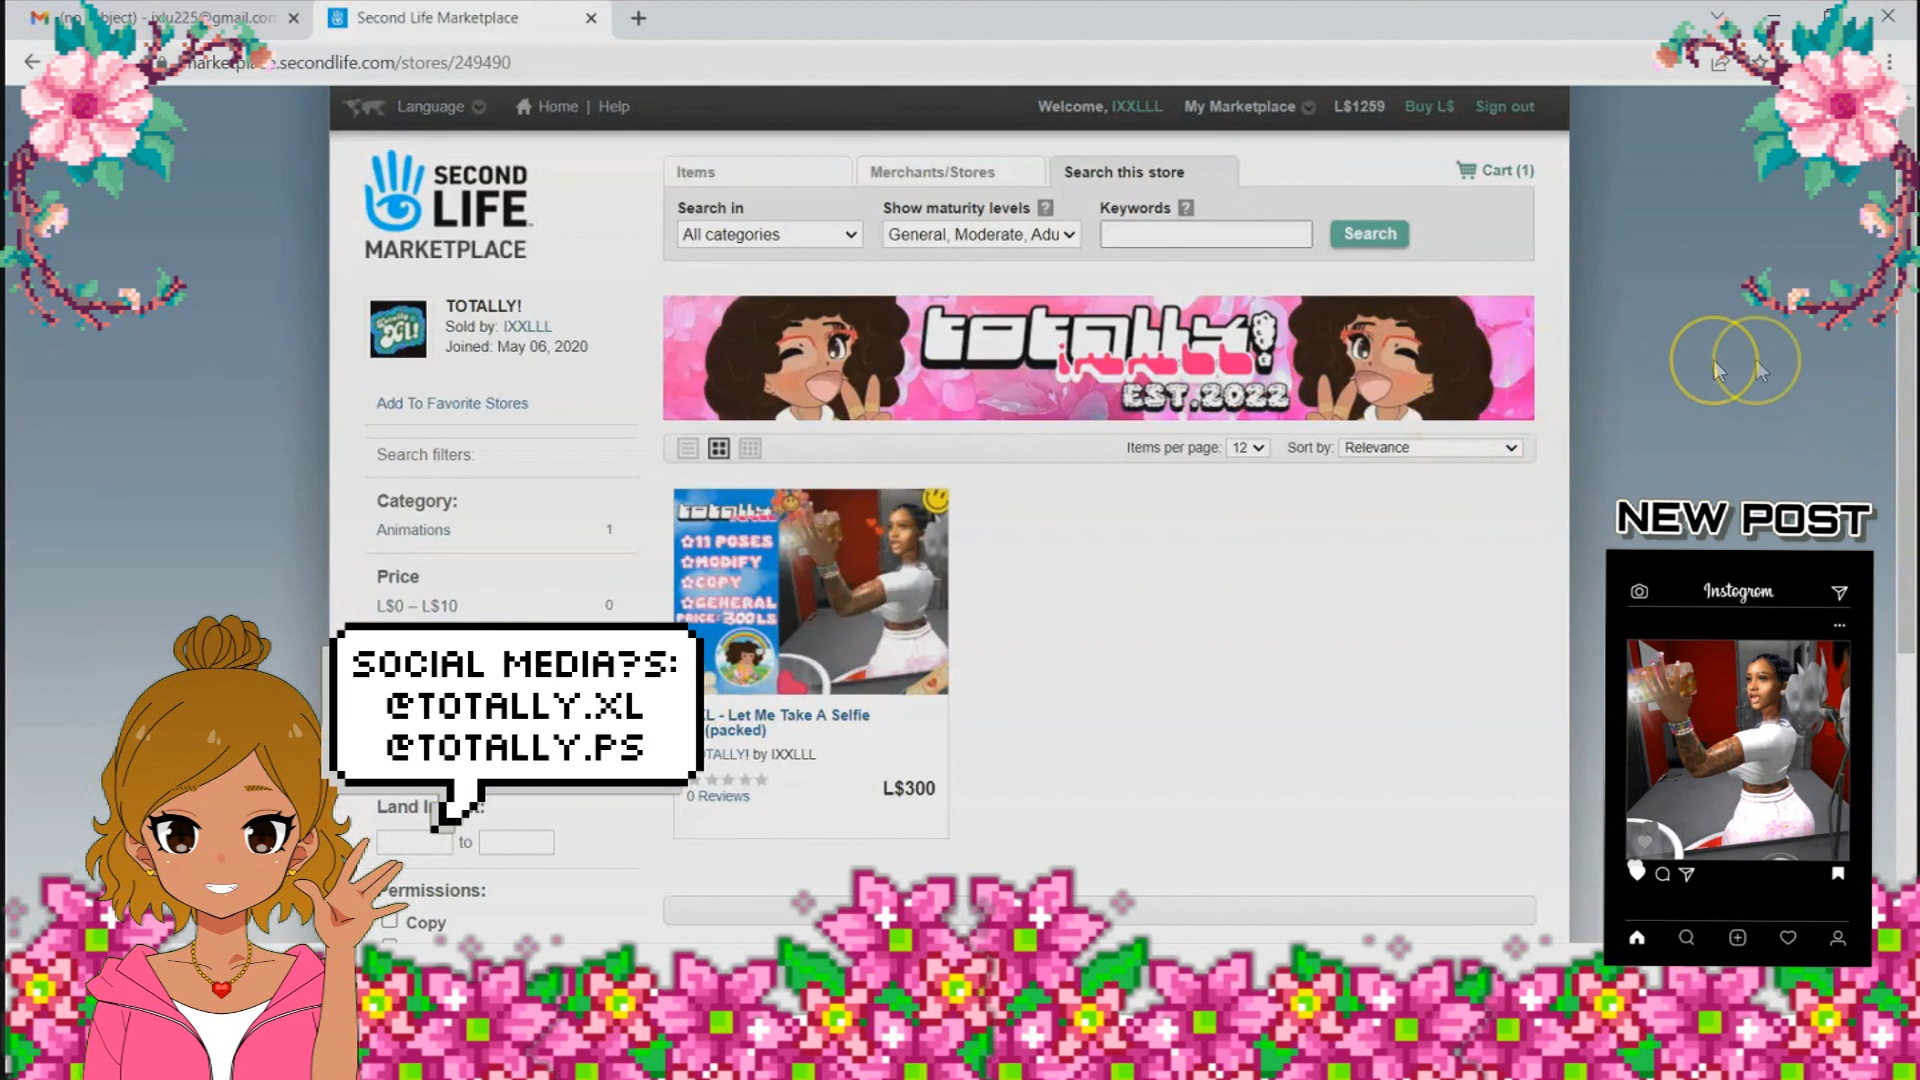 (no subject) - ixlu225@gmail.com
Second Life Marketplace
marketplace.secondlife.com/stores/249490
Language
Home | Help
Welcome, IXXLLL
My Marketplace
L$1259
Buy L$
Sign out
SECOND LIFE
MARKETPLACE
Items
Merchants/Stores
Search this store
Cart (1)
Search in
Show maturity levels ?
Keywords ?
All categories
General, Moderate, Adu
Search
TOTALLY!
Sold by: IXXLLL
Joined: May 06, 2020
totally!
EST.2022
Add To Favorite Stores
Items per page: 12
Sort by: Relevance
Search filters:
Category:
Animations 1
Price
L$0 – L$10 0
totally
☆11 POSES
☆MODIFY
☆COPY
☆GENERAL
PRICE: 300LS
L - Let Me Take A Selfie
(packed)
OTALLY! by IXXLLL
0 Reviews
L$300
SOCIAL MEDIA?S:
@TOTALLY.XL
@TOTALLY.PS
to
Permissions:
Copy
NEW POST
Instogrom